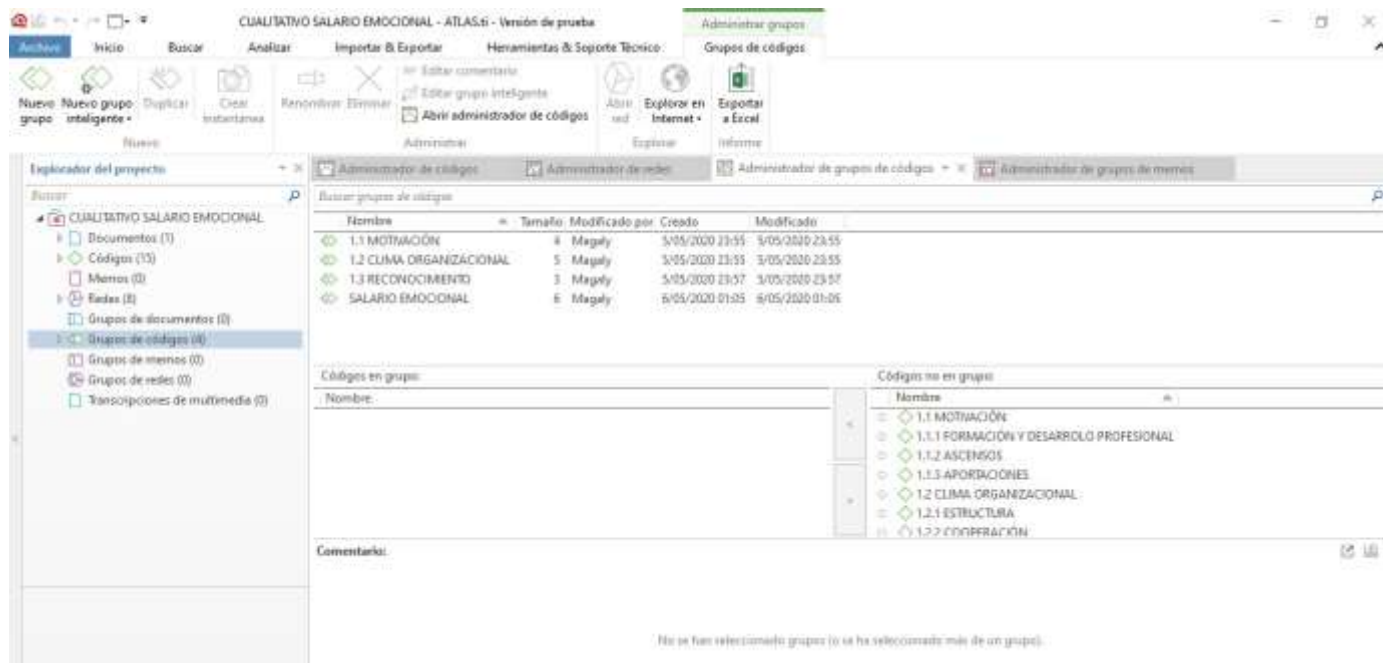 CUALITATIVO SALARIO EMOCIONAL - ATLAS.ti - Versión de prueba
Administrar grupos
Archivo Inicio Buscar Analizar Importar & Exportar Herramientas & Soporte Técnico Grupos de códigos
Nuevo grupo
Nuevo grupo inteligente
Duplicar
Crear instantánea
Renombrar
Eliminar
Editar comentario
Editar grupo inteligente
Abrir administrador de códigos
Abrir red
Explorar en Internet
Exportar a Excel
Nuevo Administrar Explorar Informe
Explorador del proyecto
Administrador de códigos
Administrador de redes
Administrador de grupos de códigos
Administrador de grupos de memos
Buscar
CUALITATIVO SALARIO EMOCIONAL
Documentos (1)
Códigos (15)
Memos (0)
Redes (8)
Grupos de documentos (0)
Grupos de códigos (4)
Grupos de memos (0)
Grupos de redes (0)
Transcripciones de multimedia (0)
Buscar grupos de códigos
Nombre Tamaño Modificado por Creado Modificado
1.1 MOTIVACIÓN 4 Magaly 5/05/2020 23:55 5/05/2020 23:55
1.2 CLIMA ORGANIZACIONAL 5 Magaly 5/05/2020 23:55 5/05/2020 23:55
1.3 RECONOCIMIENTO 3 Magaly 5/05/2020 23:57 5/05/2020 23:57
SALARIO EMOCIONAL 6 Magaly 6/05/2020 01:05 6/05/2020 01:05
Códigos en grupo:
Nombre
Códigos no en grupo:
Nombre
1.1 MOTIVACIÓN
1.1.1 FORMACIÓN Y DESARROLO PROFESIONAL
1.1.2 ASCENSOS
1.1.3 APORTACIONES
1.2 CLIMA ORGANIZACIONAL
1.2.1 ESTRUCTURA
1.2.2 COOPERACIÓN
Comentario:
No se han seleccionado grupos (o se ha seleccionado más de un grupo).